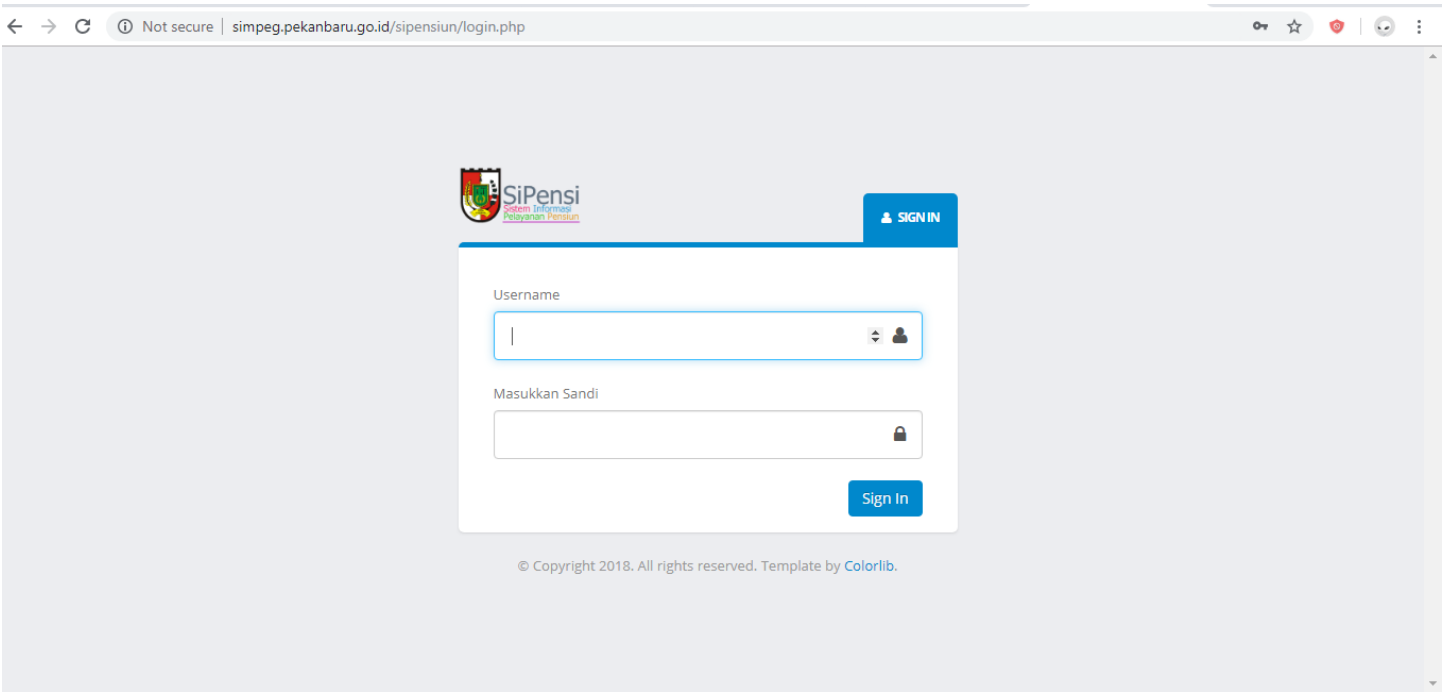 Not secure | simpeg.pekanbaru.go.id/sipensiun/login.php
SiPensi
Sistem Informasi
Pelayanan Pensiun
SIGN IN
Username
Masukkan Sandi
Sign In
© Copyright 2018. All rights reserved. Template by Colorlib.